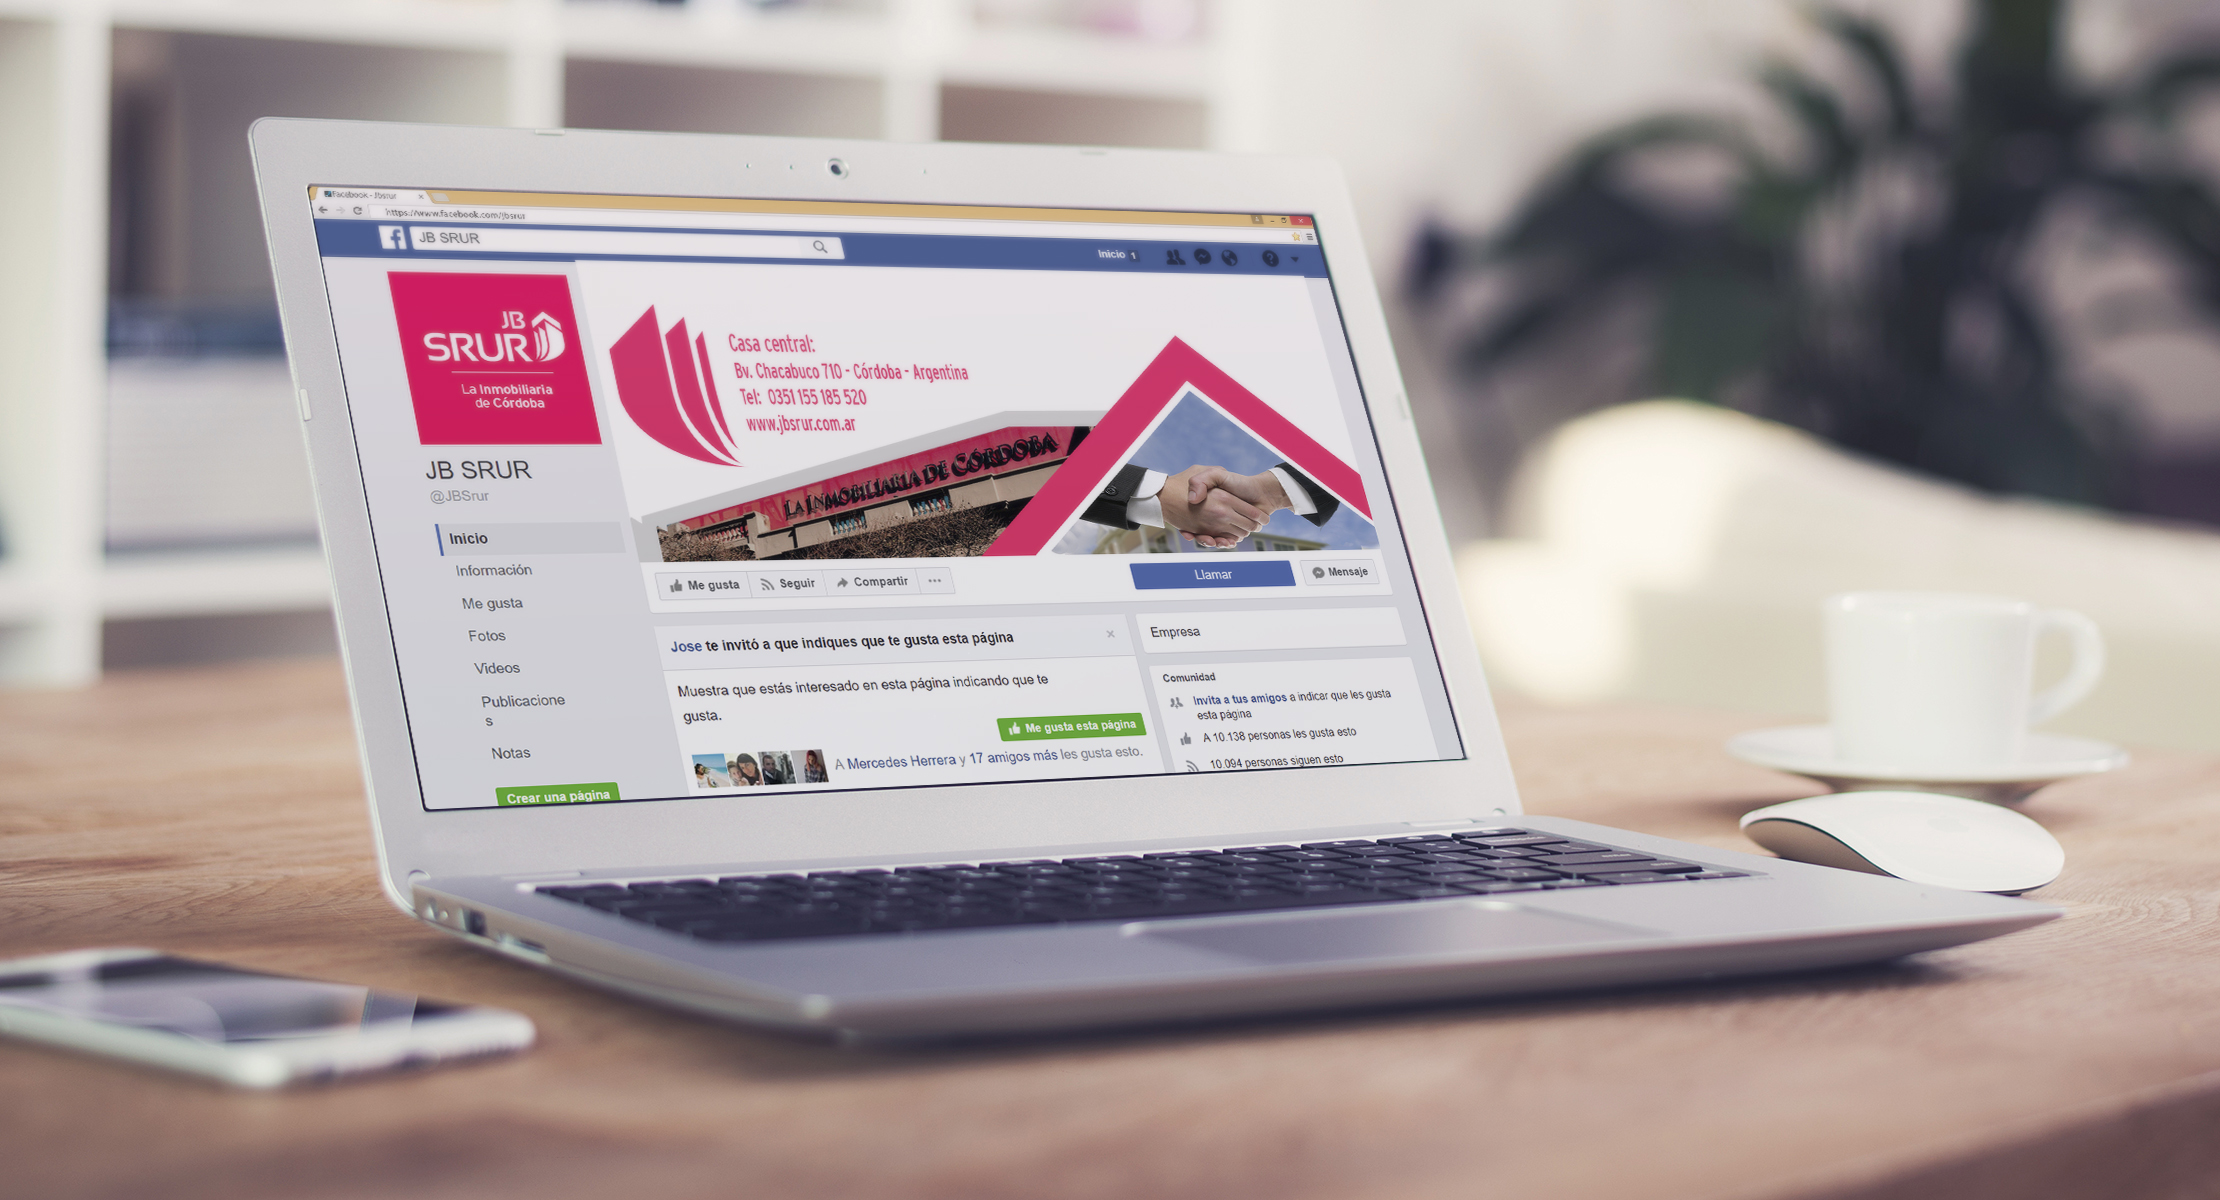 Facebook - Jbsrur
https://www.facebook.com/jbsrur
JB SRUR
Inicio 1
JB
SRUR
La Inmobiliaria
de Córdoba
Casa central:
Bv. Chacabuco 710 - Córdoba - Argentina
Tel: 0351 155 185 520
www.jbsrur.com.ar
LA INMOBILIARIA DE CÓRDOBA
JB SRUR
@JBSrur
Inicio
Información
Me gusta
Fotos
Videos
Publicacione
s
Notas
Crear una página
Me gusta
Seguir
Compartir
Llamar
Mensaje
Jose te invitó a que indiques que te gusta esta página
Muestra que estás interesado en esta página indicando que te
gusta.
Me gusta esta página
A Mercedes Herrera y 17 amigos más les gusta esto.
Empresa
Comunidad
Invita a tus amigos a indicar que les gusta
esta página
A 10.138 personas les gusta esto
10.094 personas siguen esto